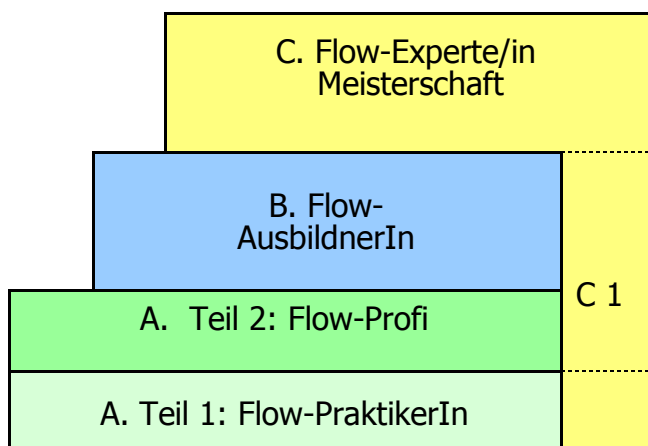 C. Flow-Experte/in
Meisterschaft
B. Flow-
AusbildnerIn
C 1
A. Teil 2: Flow-Profi
A. Teil 1: Flow-PraktikerIn